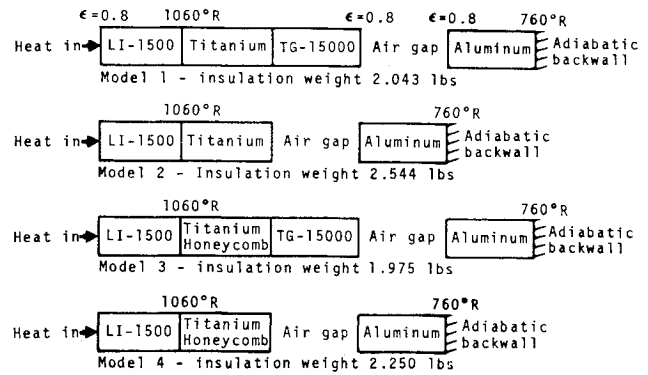 ϵ=0.8 1060°R ϵ=0.8 ϵ=0.8 760°R
Heat in LI-1500 Titanium TG-15000 Air gap Aluminum Adiabatic
backwall
Model 1 - insulation weight 2.043 lbs
1060°R 760°R
Heat in LI-1500 Titanium Air gap Aluminum Adiabatic
backwall
Model 2 - Insulation weight 2.544 lbs
1060°R 760°R
Heat in LI-1500 Titanium Honeycomb TG-15000 Air gap Aluminum Adiabatic
backwall
Model 3 - insulation weight 1.975 lbs
1060°R 760°R
Heat in LI-1500 Titanium Honeycomb Air gap Aluminum Adiabatic
backwall
Model 4 - insulation weight 2.250 lbs